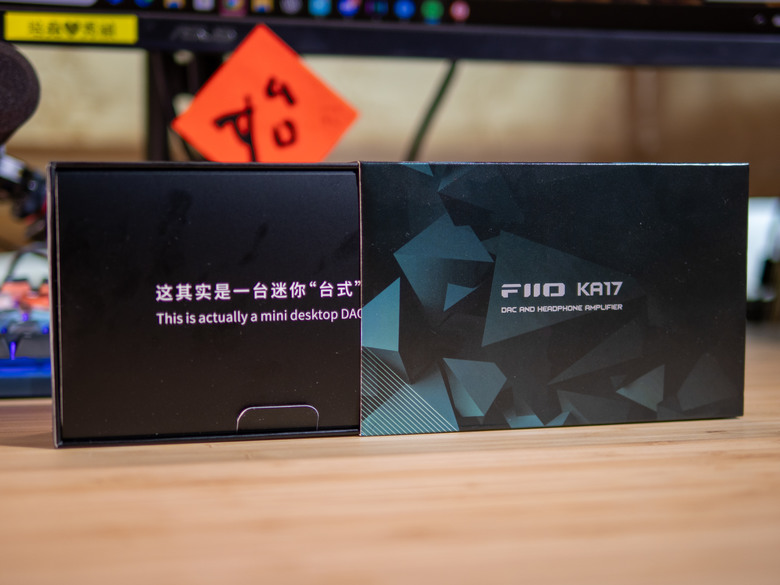 这其实是一台迷你“台式”
This is actually a mini desktop DAC
FIIO KA17
DAC AND HEADPHONE AMPLIFIER